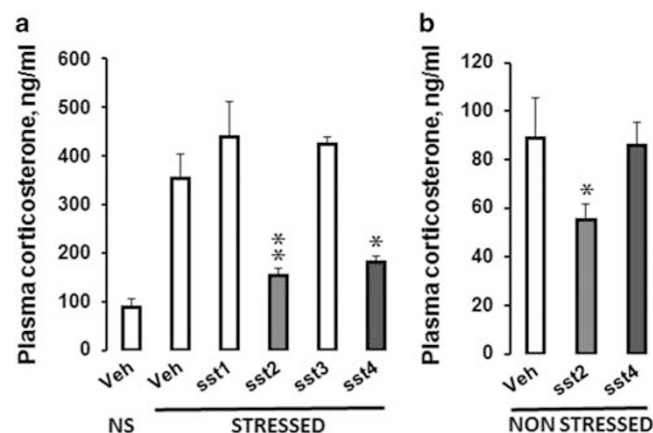 a
Plasma corticosterone, ng/ml
600
500
400
300
200
100
0
**
*
Veh
Veh
sst1
sst2
sst3
sst4
NS
STRESSED
b
Plasma corticosterone, ng/ml
120
100
80
60
40
20
0
*
Veh
sst2
sst4
NON STRESSED